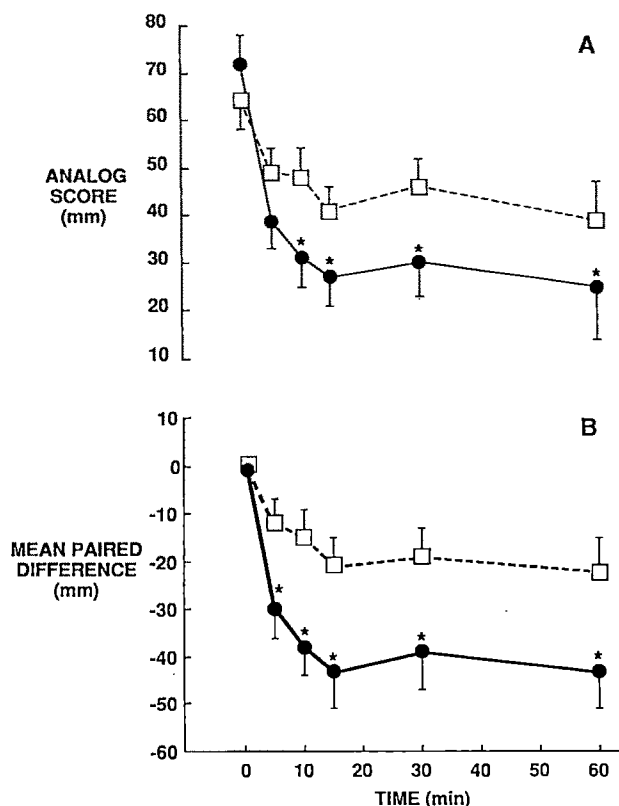 80
A
70
60
50
ANALOG
SCORE
(mm)
40
30
20
10
* * * *
10
B
0
-10
-20
MEAN PAIRED
DIFFERENCE
(mm)
-30
-40
-50
-60
* * * * *
0 10 20 30 40 50 60
TIME (min)